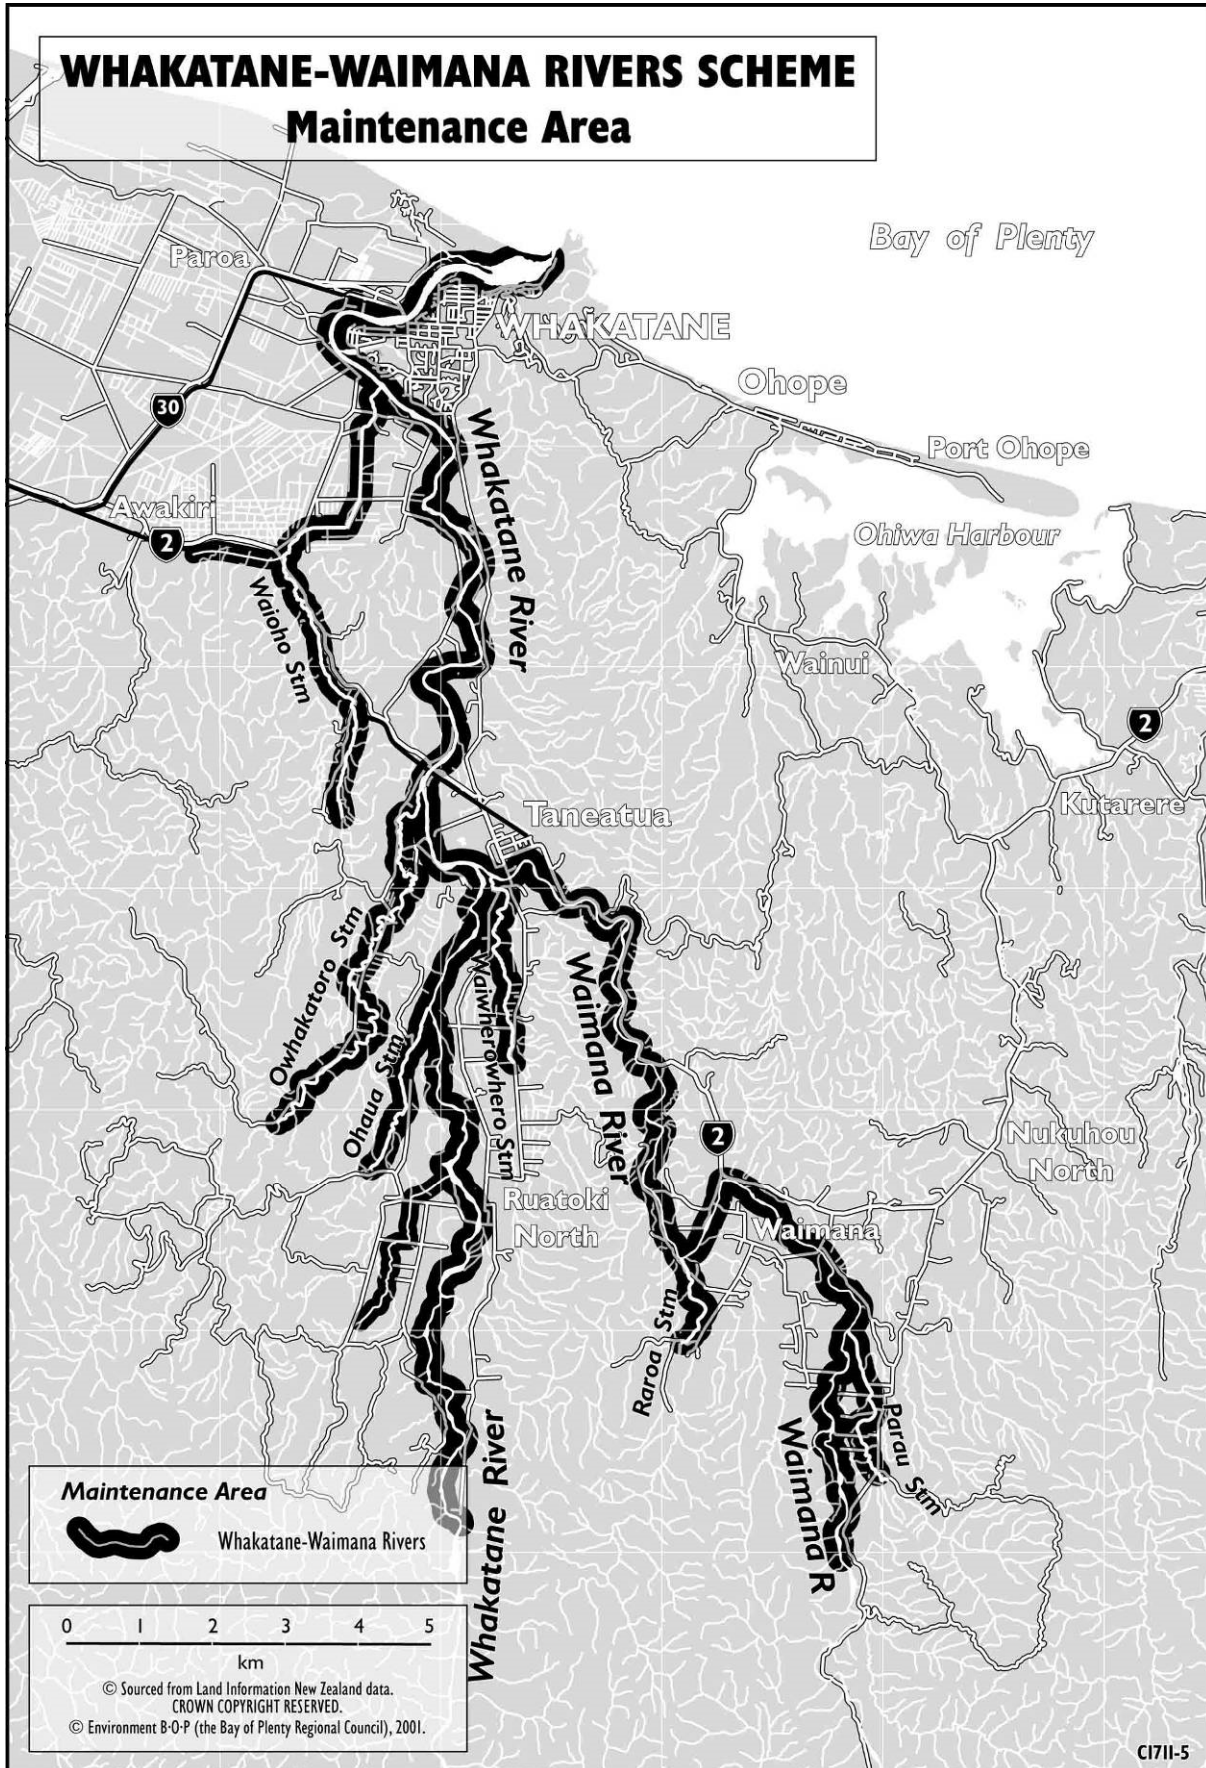 WHAKATANE-WAIMANA RIVERS SCHEME
Maintenance Area
Bay of Plenty
Paroa
WHAKATANE
Ohope
30
Port Ohope
Whakatane River
Awakiri
2
Ohiwa Harbour
Waioho Stm
Wainui
2
Kutarere
Taneatua
Owhakatoro Stm
Waiwherowhero Stm
Waimana River
Ohaua Stm
2
Nukuhou
North
Ruatoki
North
Waimana
Raroa Stm
Parau Stm
Waimana R
Whakatane River
Maintenance Area
Whakatane-Waimana Rivers
0 1 2 3 4 5
km
© Sourced from Land Information New Zealand data.
CROWN COPYRIGHT RESERVED.
© Environment B·O·P (the Bay of Plenty Regional Council), 2001.
CI711-5